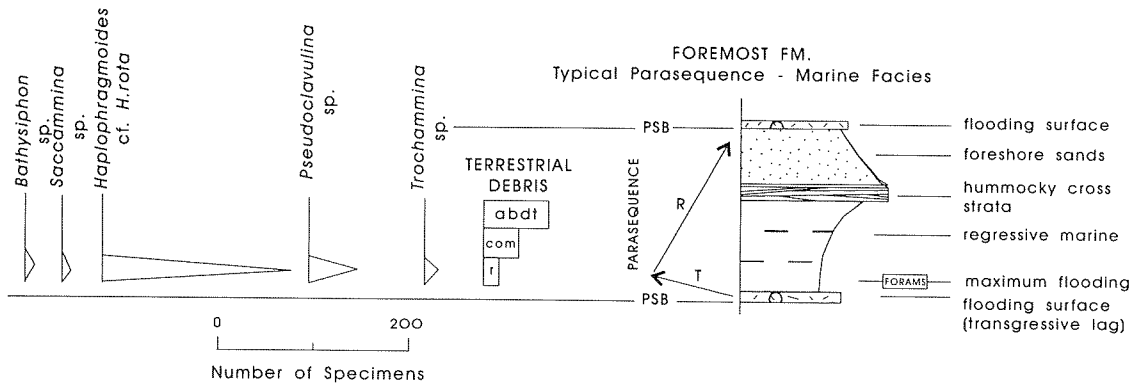 Bathysiphon
sp.
Saccammina
sp.
Haplophragmoides
cf. H.rota
Pseudoclavulina
sp.
Trochammina
sp.
TERRESTRIAL
DEBRIS
abdt
com
r
0
200
Number of Specimens
FOREMOST FM.
Typical Parasequence - Marine Facies
PSB
PARASEQUENCE
R
T
PSB
flooding surface
foreshore sands
hummocky cross
strata
regressive marine
FORAMS
maximum flooding
flooding surface
(transgressive lag)